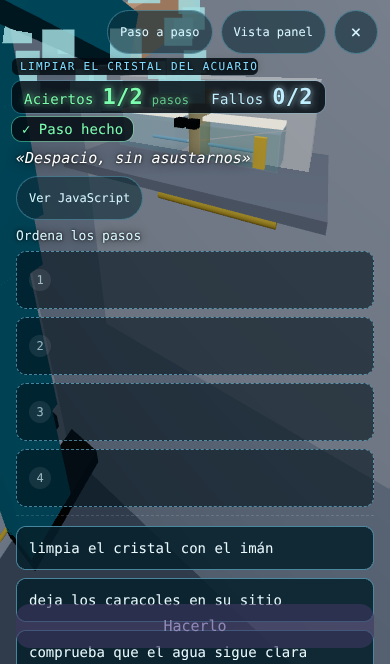 Paso a paso
Vista panel
×
LIMPIAR EL CRISTAL DEL ACUARIO
Aciertos 1/2 pasos Fallos 0/2
✓ Paso hecho
«Despacio, sin asustarnos»
Ver JavaScript
Ordena los pasos
1
2
3
4
limpia el cristal con el imán
deja los caracoles en su sitio
Hacerlo
comprueba que el agua sigue clara